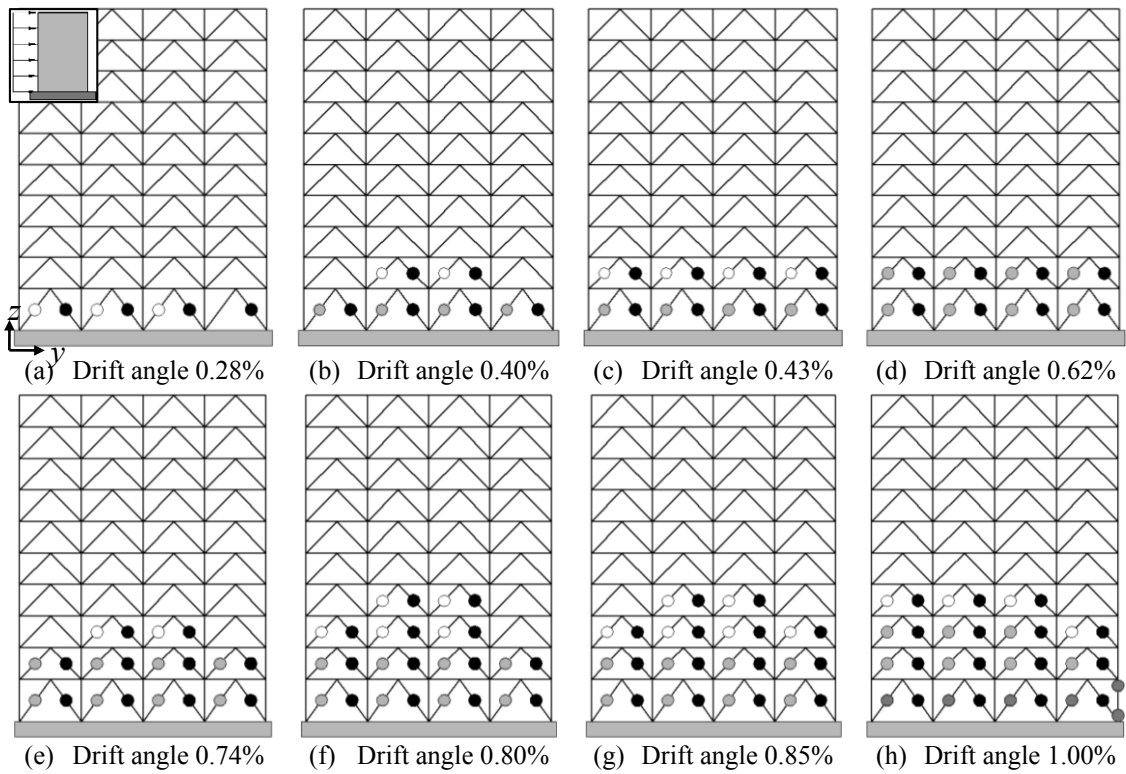 z
y
(a) Drift angle 0.28%
(b) Drift angle 0.40%
(c) Drift angle 0.43%
(d) Drift angle 0.62%
(e) Drift angle 0.74%
(f) Drift angle 0.80%
(g) Drift angle 0.85%
(h) Drift angle 1.00%